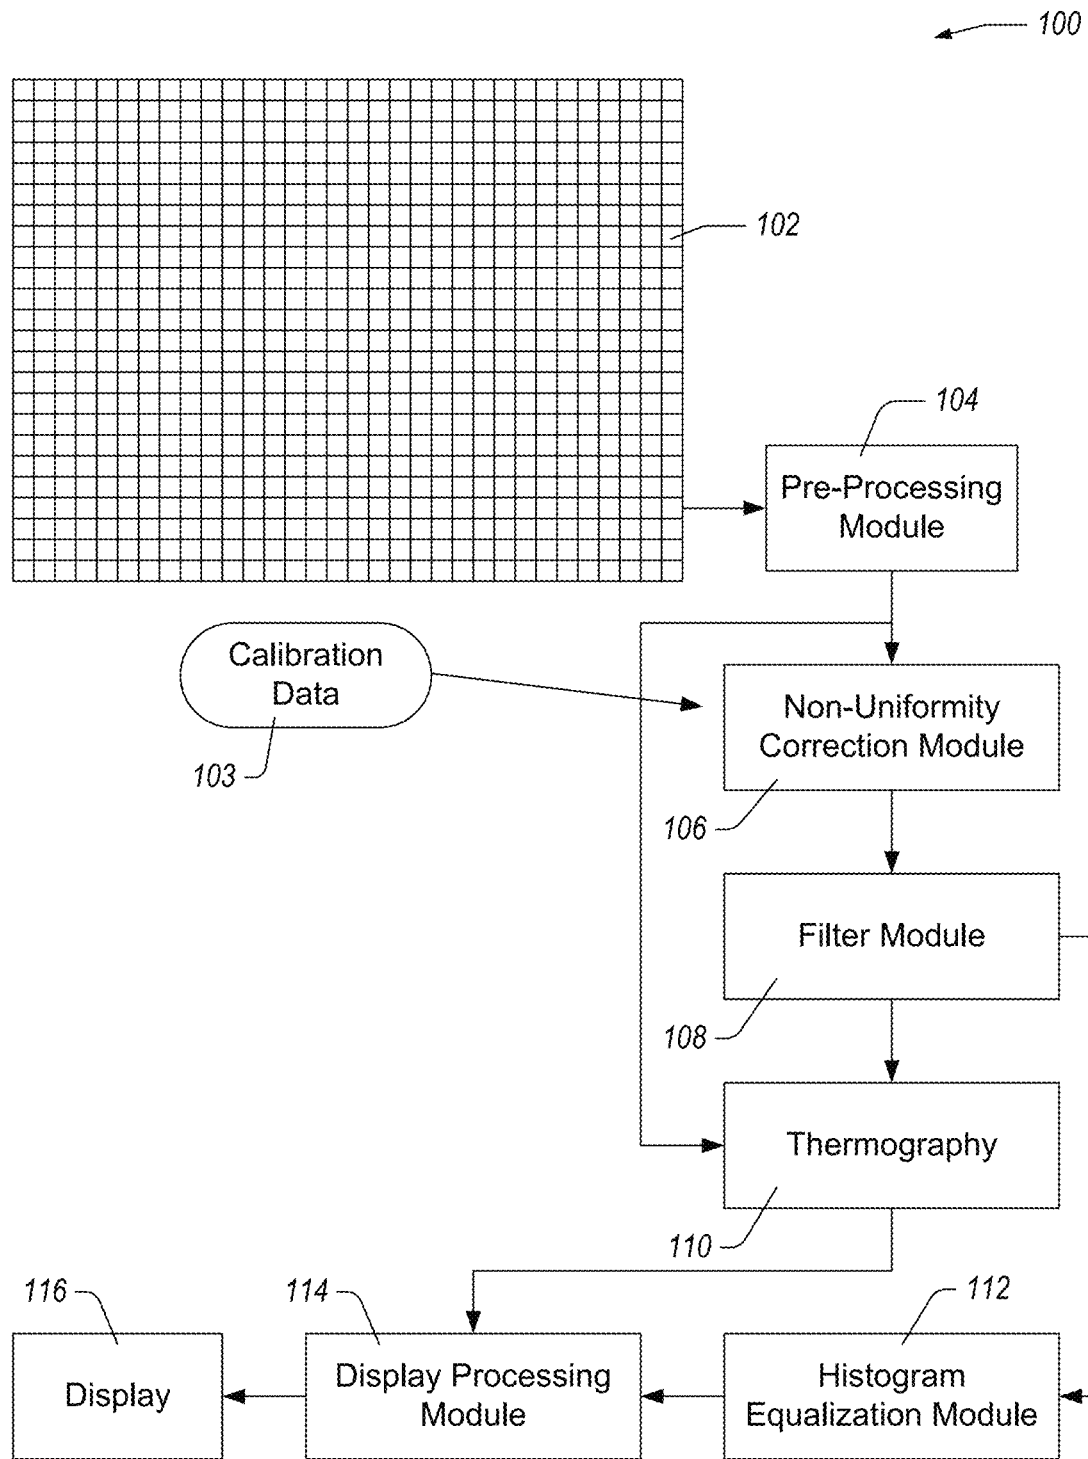 100
102
104
Pre-Processing
Module
Calibration
Data
103
Non-Uniformity
Correction Module
106
Filter Module
108
Thermography
110
116
114
112
Display
Display Processing
Module
Histogram
Equalization Module